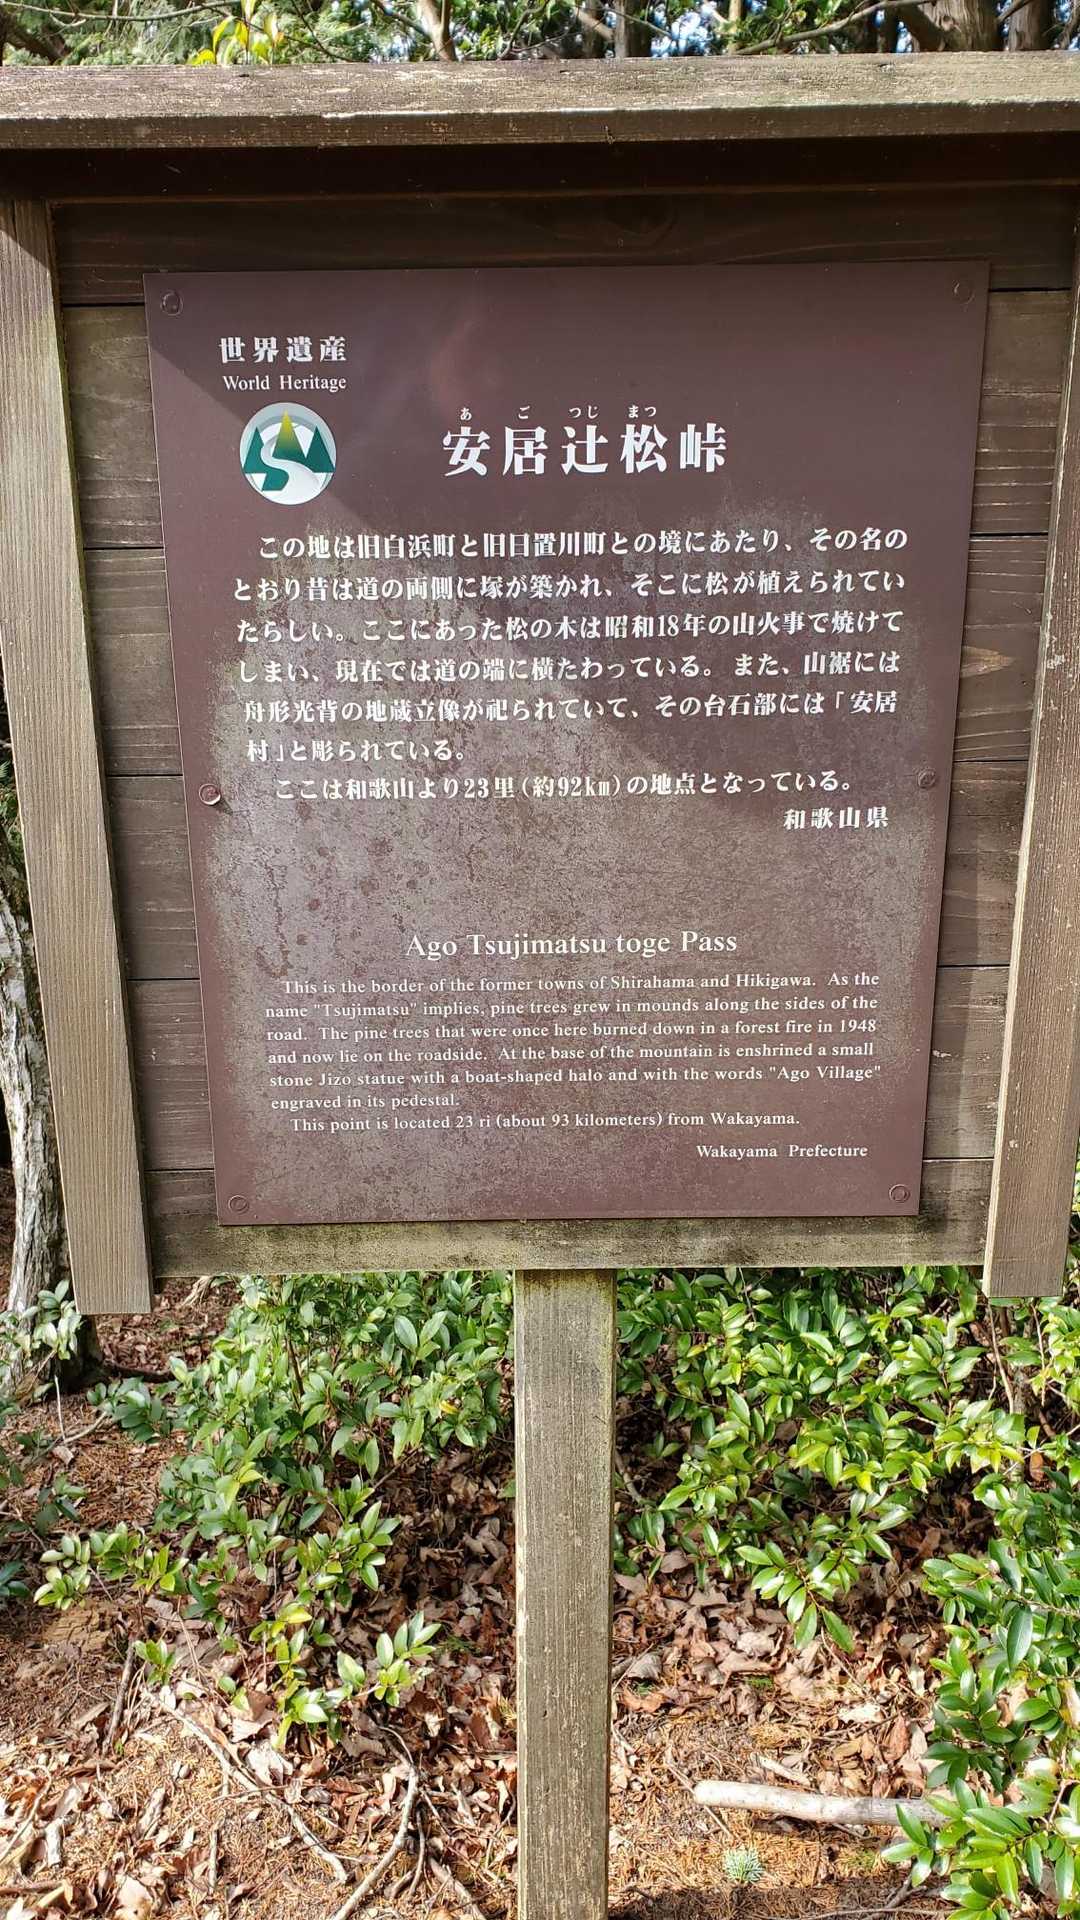 世界遺産
World Heritage
あ ご つじ まつ
安居辻松峠
この地は旧白浜町と旧日置川町との境にあたり、その名の
とおり昔は道の両側に塚が築かれ、そこに松が植えられてい
たらしい。ここにあった松の木は昭和18年の山火事で焼けて
しまい、現在では道の端に横たわっている。また、山裾には
舟形光背の地蔵立像が祀られていて、その台石部には「安居
村」と彫られている。
ここは和歌山より23里(約92km)の地点となっている。
和歌山県
Ago Tsujimatsu toge Pass
This is the border of the former towns of Shirahama and Hikigawa. As the
name "Tsujimatsu" implies, pine trees grew in mounds along the sides of the
road. The pine trees that were once here burned down in a forest fire in 1948
and now lie on the roadside. At the base of the mountain is enshrined a small
stone Jizo statue with a boat-shaped halo and with the words "Ago Village"
engraved in its pedestal.
This point is located 23 ri (about 93 kilometers) from Wakayama.
Wakayama Prefecture